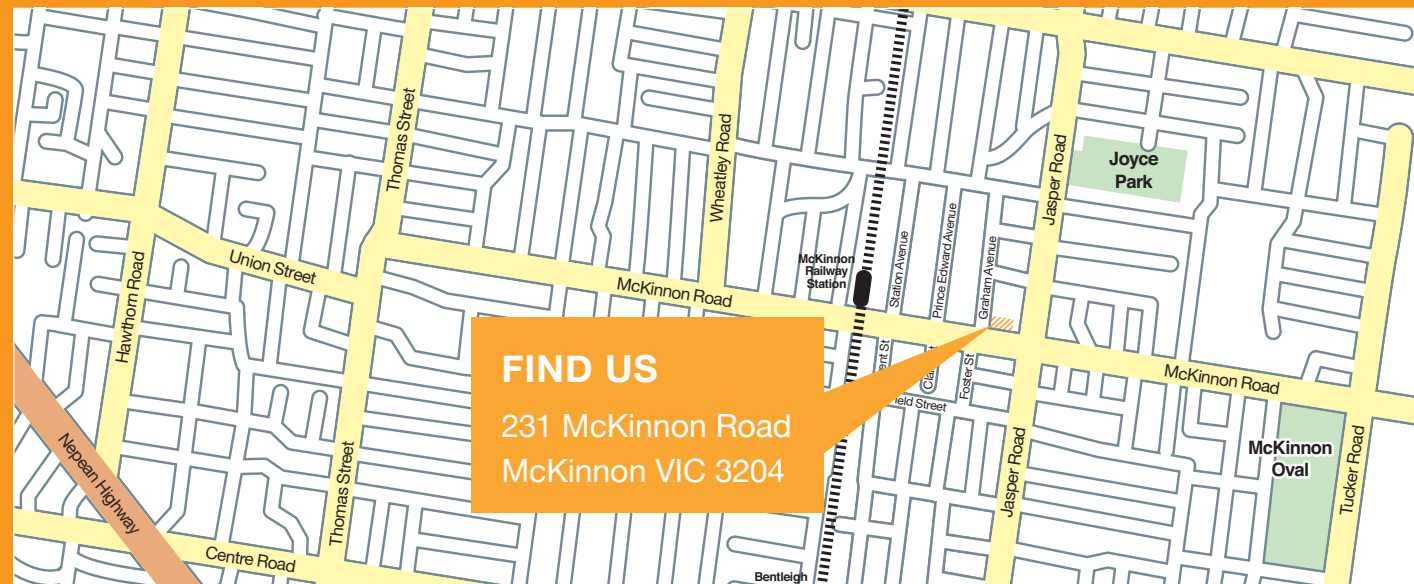 Thomas Street
Wheatley Road
Jasper Road
Joyce
Park
Hawthorn Road
Union Street
McKinnon Road
McKinnon
Railway
Station
Station Avenue
Prince Edward Avenue
Graham Avenue
FIND US
231 McKinnon Road
McKinnon VIC 3204
Foster St
Street
McKinnon Road
McKinnon
Oval
Jasper Road
Tucker Road
Nepean Highway
Thomas Street
Centre Road
Bentleigh